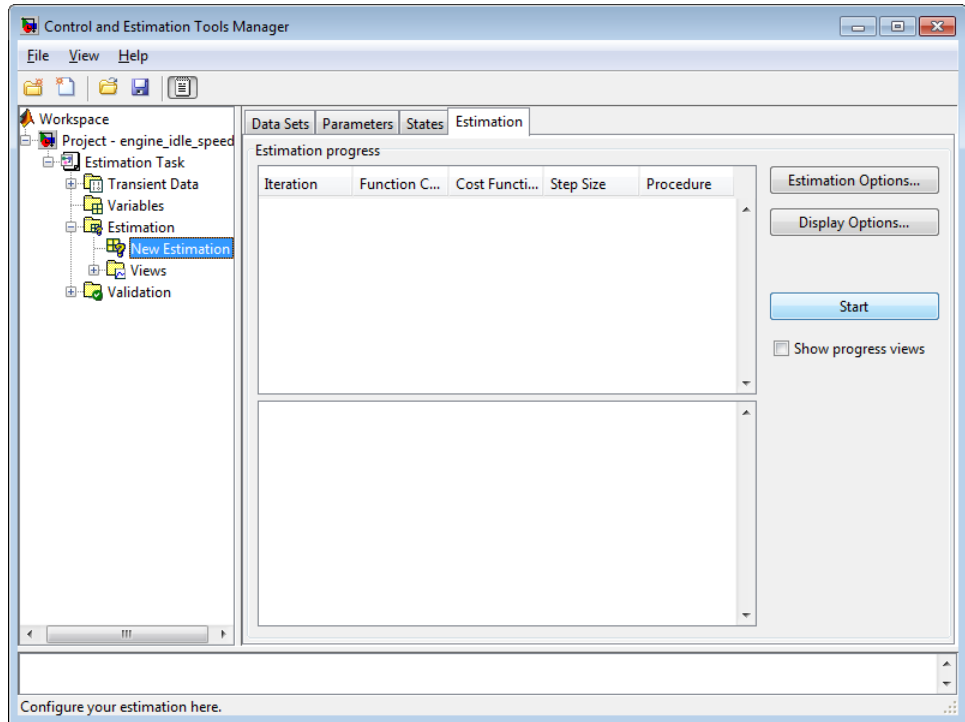 Control and Estimation Tools Manager
File View Help
Workspace
Project - engine_idle_speed
Estimation Task
Transient Data
Variables
Estimation
New Estimation
Views
Validation
Data Sets Parameters States Estimation
Estimation progress
Iteration Function C... Cost Functi... Step Size Procedure
Estimation Options...
Display Options...
Start
Show progress views
Configure your estimation here.